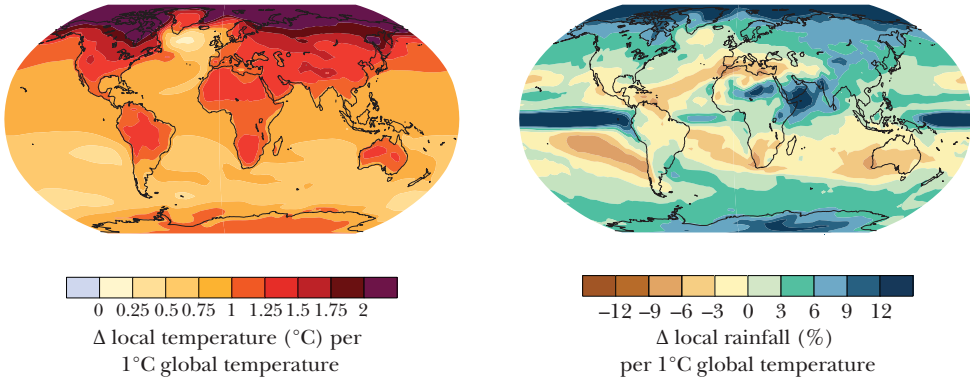 0 0.25 0.5 0.75 1 1.25 1.5 1.75 2
Δ local temperature (°C) per
1°C global temperature
−12 −9 −6 −3 0 3 6 9 12
Δ local rainfall (%)
per 1°C global temperature